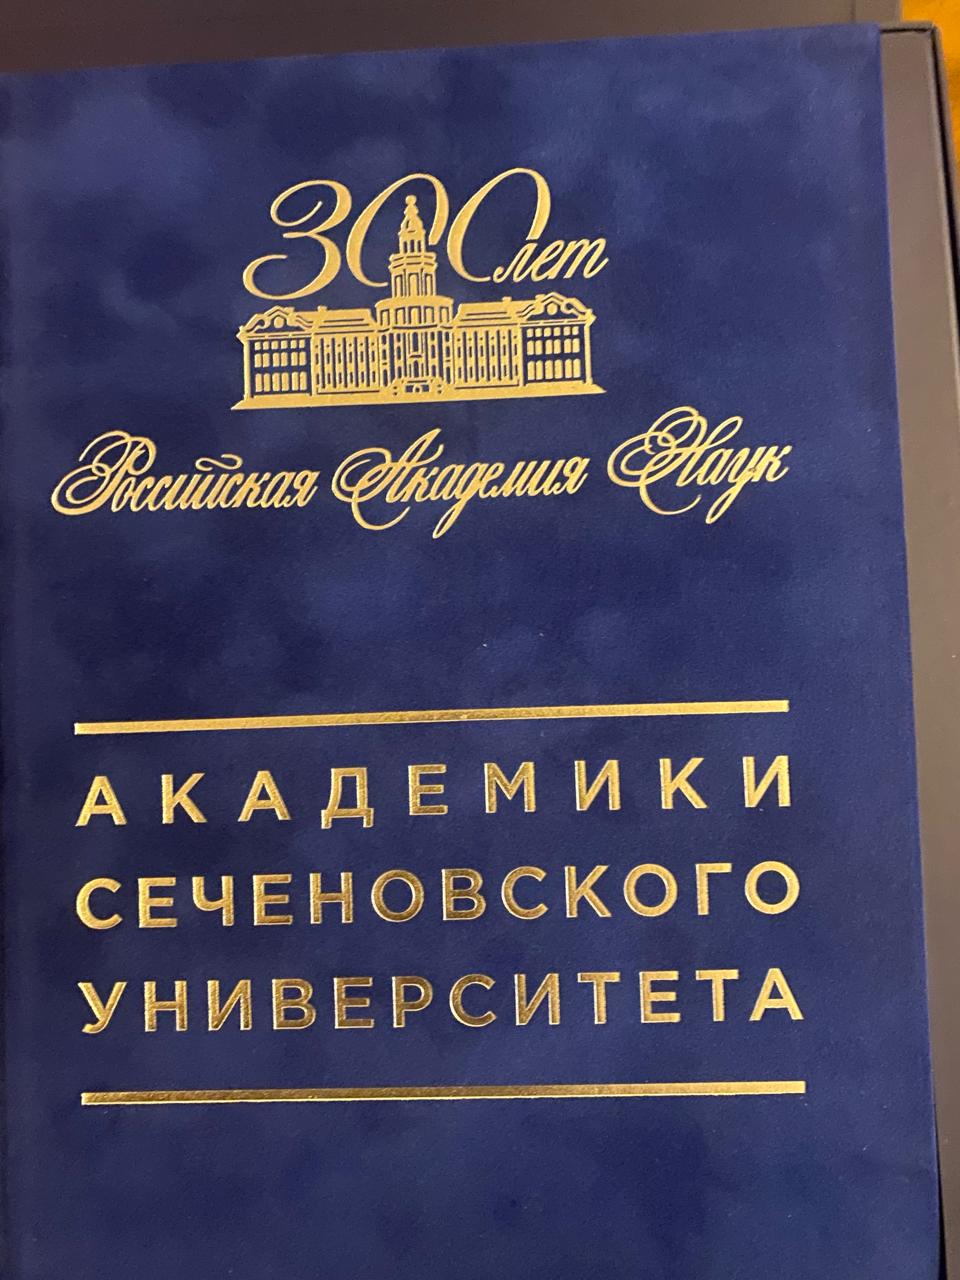 300 лет
Российская Академия Наук
АКАДЕМИКИ
СЕЧЕНОВСКОГО
УНИВЕРСИТЕТА